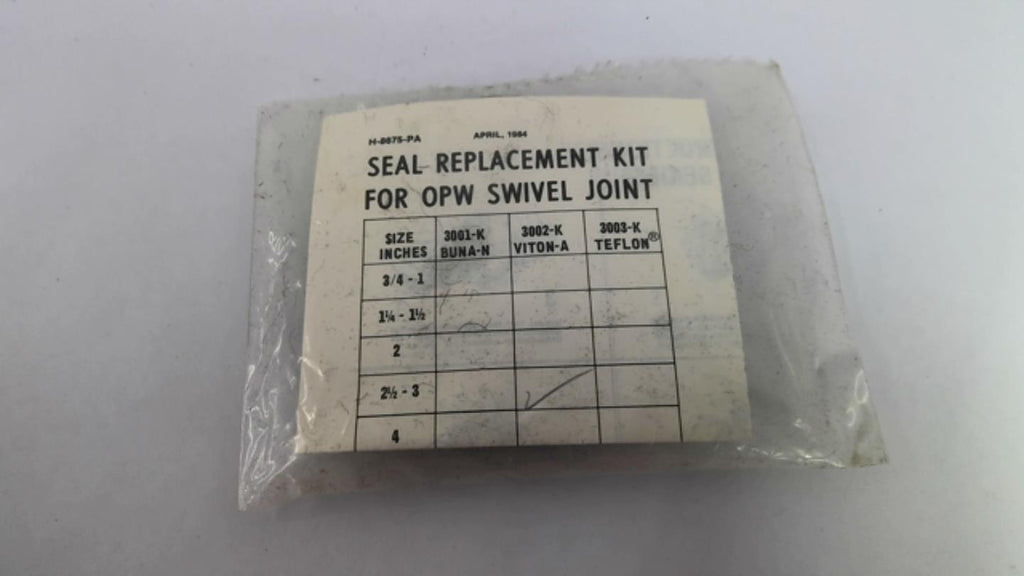 H-8675-PA APRIL, 1984
SEAL REPLACEMENT KIT
FOR OPW SWIVEL JOINT
SIZE INCHES 3001-K BUNA-N 3002-K VITON-A 3003-K TEFLON®
3/4 - 1
1¼ - 1½
2
2½ - 3 ✓
4